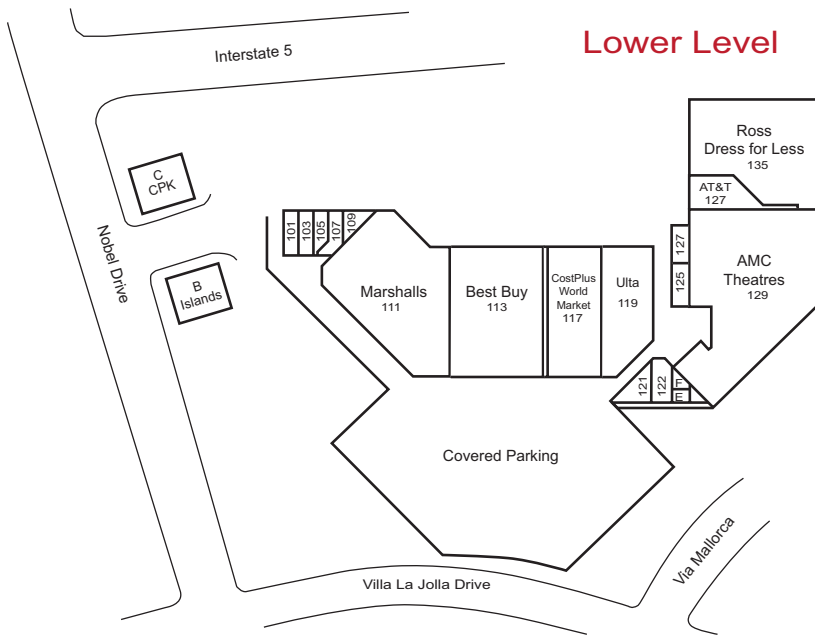 Lower Level
Interstate 5
C
CPK
Nobel Drive
B
Islands
101
103
105
107
109
Marshalls
111
Best Buy
113
CostPlus
World
Market
117
Ulta
119
Ross
Dress for Less
135
AT&T
127
127
125
AMC
Theatres
129
121
122
F
E
Covered Parking
Villa La Jolla Drive
Via Mallorca